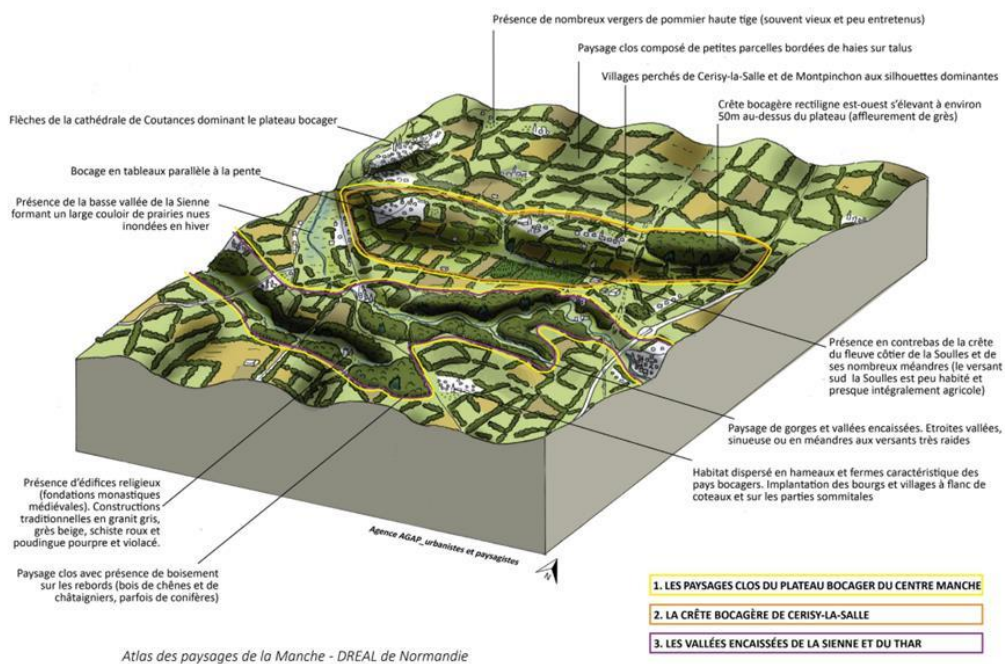 Présence de nombreux vergers de pommier haute tige (souvent vieux et peu entretenus)
Paysage clos composé de petites parcelles bordées de haies sur talus
Villages perchés de Cerisy-la-Salle et de Montpinchon aux silhouettes dominantes
Crête bocagère rectiligne est-ouest s'élevant à environ
50m au-dessus du plateau (affleurement de grès)
Flèches de la cathédrale de Coutances dominant le plateau bocager
Bocage en tableaux parallèle à la pente
Présence de la basse vallée de la Sienne
formant un large couloir de prairies nues
inondées en hiver
Présence en contrebas de la crête
du fleuve côtier de la Soulles et de
ses nombreux méandres (le versant
sud la Soulles est peu habité et
presque intégralement agricole)
Paysage de gorges et vallées encaissées. Etroites vallées,
sinueuse ou en méandres aux versants très raides
Habitat dispersé en hameaux et fermes caractéristique des
pays bocagers. Implantation des bourgs et villages à flanc de
coteaux et sur les parties sommitales
Présence d'édifices religieux
(fondations monastiques
médiévales). Constructions
traditionnelles en granit gris,
grès beige, schiste roux et
poudingue pourpre et violacé.
Paysage clos avec présence de boisement
sur les rebords (bois de chênes et de
châtaigniers, parfois de conifères)
Agence AGAP_urbanistes et paysagistes
N
1. LES PAYSAGES CLOS DU PLATEAU BOCAGER DU CENTRE MANCHE
2. LA CRÊTE BOCAGÈRE DE CERISY-LA-SALLE
3. LES VALLÉES ENCAISSÉES DE LA SIENNE ET DU THAR
Atlas des paysages de la Manche - DREAL de Normandie